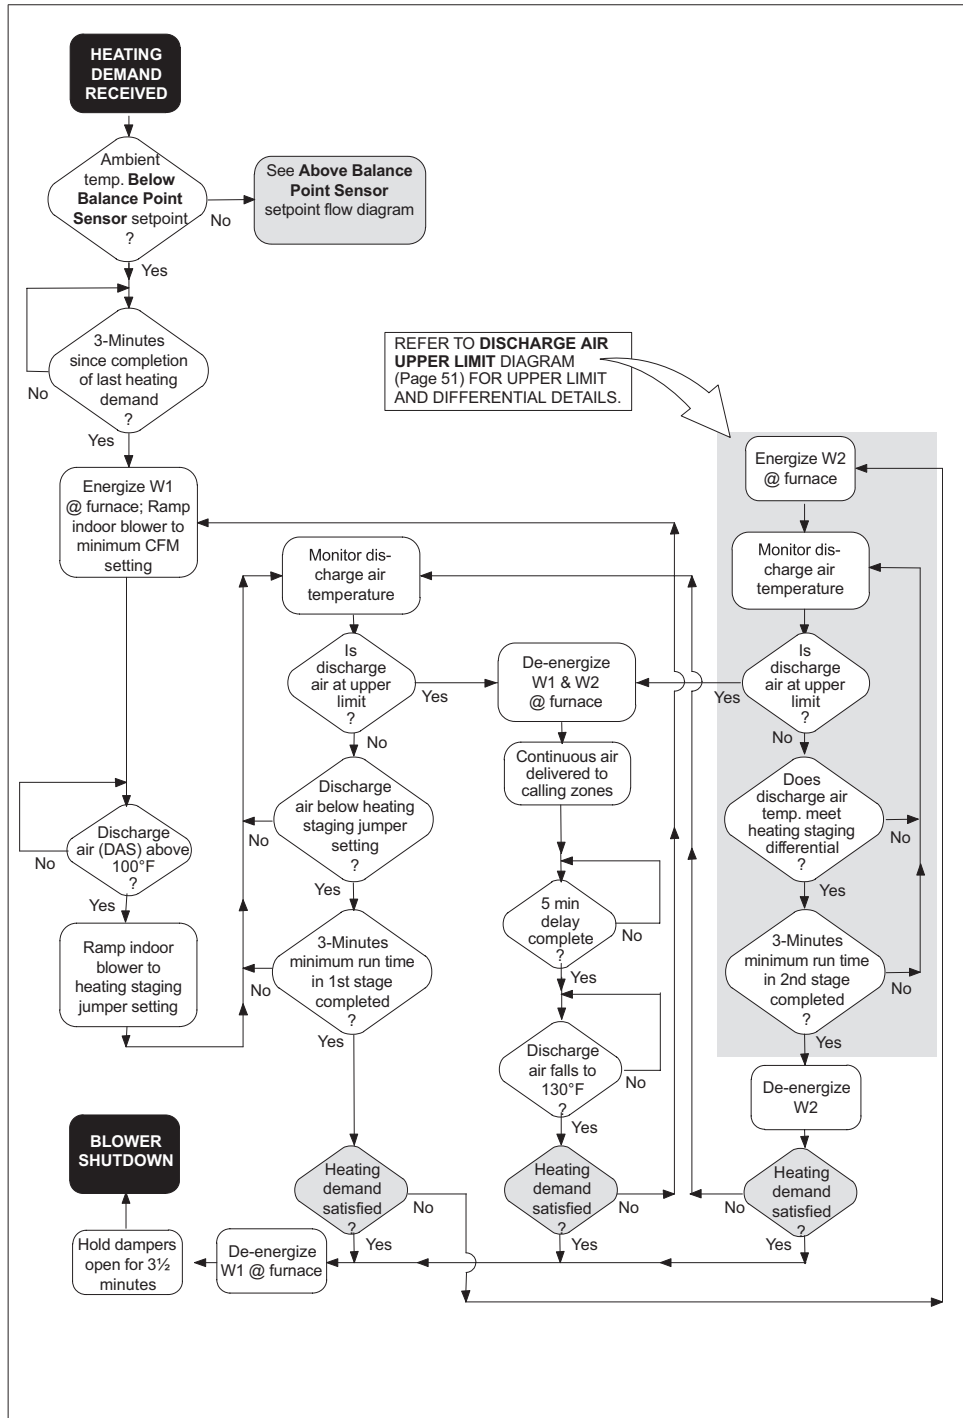 HEATING
DEMAND
RECEIVED
Ambient
temp. Below
Balance Point
Sensor setpoint
?
No
Yes
See Above Balance
Point Sensor
setpoint flow diagram
3-Minutes
since completion
of last heating
demand
?
No
Yes
REFER TO DISCHARGE AIR
UPPER LIMIT DIAGRAM
(Page 51) FOR UPPER LIMIT
AND DIFFERENTIAL DETAILS.
Energize W1
@ furnace; Ramp
indoor blower to
minimum CFM
setting
Discharge
air (DAS) above
100°F
?
No
Yes
Ramp indoor
blower to
heating staging
jumper setting
Monitor dis-
charge air
temperature
Is
discharge
air at upper
limit
?
Yes
No
Discharge
air below heating
staging jumper
setting
?
No
Yes
3-Minutes
minimum run time
in 1st stage
completed
?
No
Yes
Heating
demand
satisfied
?
No
Yes
De-energize
W1 & W2
@ furnace
Continuous air
delivered to
calling zones
5 min
delay
complete
?
No
Yes
Discharge
air falls to
130°F
?
No
Yes
Heating
demand
satisfied
?
No
Yes
Energize W2
@ furnace
Monitor dis-
charge air
temperature
Is
discharge
air at upper
limit
?
Yes
No
Does
discharge air
temp. meet
heating staging
differential
?
No
Yes
3-Minutes
minimum run time
in 2nd stage
completed
?
No
Yes
De-energize
W2
Heating
demand
satisfied
?
No
Yes
De-energize
W1 @ furnace
Hold dampers
open for 3½
minutes
BLOWER
SHUTDOWN